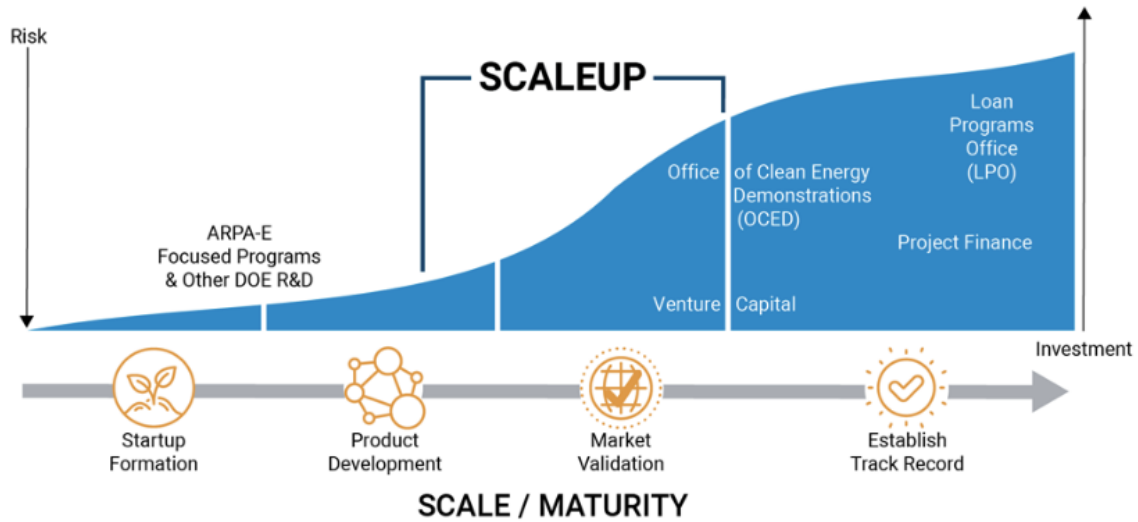 Risk
SCALEUP
Loan
Programs
Office
(LPO)
Office of Clean Energy
Demonstrations
(OCED)
ARPA-E
Focused Programs
& Other DOE R&D
Project Finance
Venture Capital
Investment
Startup
Formation
Product
Development
Market
Validation
Establish
Track Record
SCALE / MATURITY